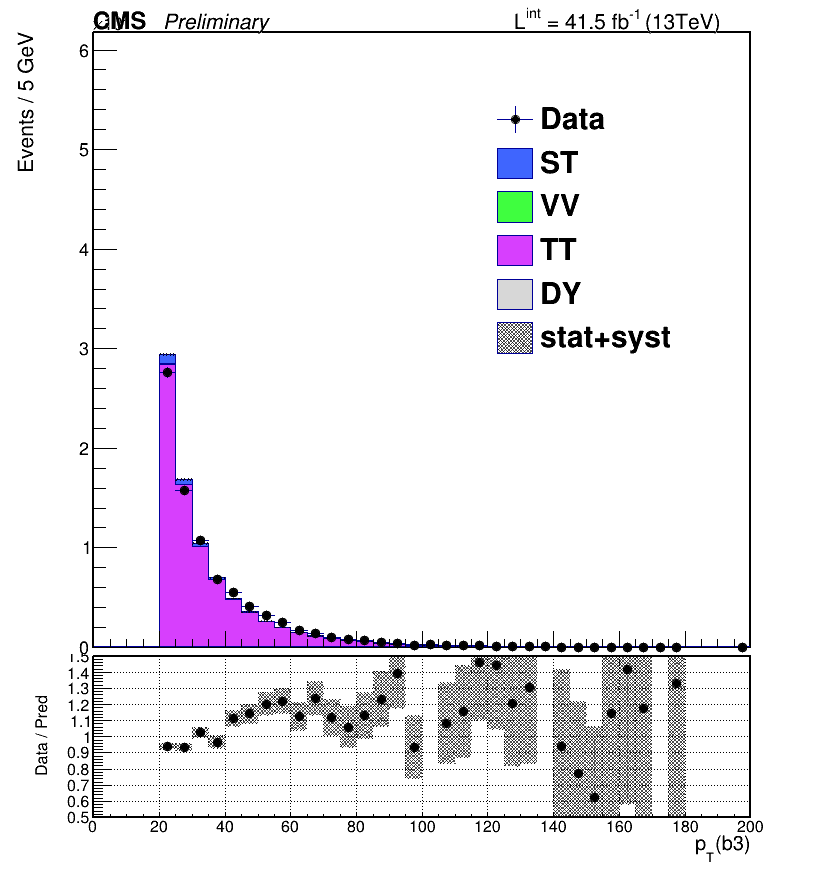 CMS Preliminary L^int = 41.5 fb^-1 (13TeV)
Events / 5 GeV
6
5
4
3
2
1
0
Data
ST
VV
TT
DY
stat+syst
Data / Pred
1.5
1.4
1.3
1.2
1.1
1
0.9
0.8
0.7
0.6
0.5
0 20 40 60 80 100 120 140 160 180 200
p_T(b3)